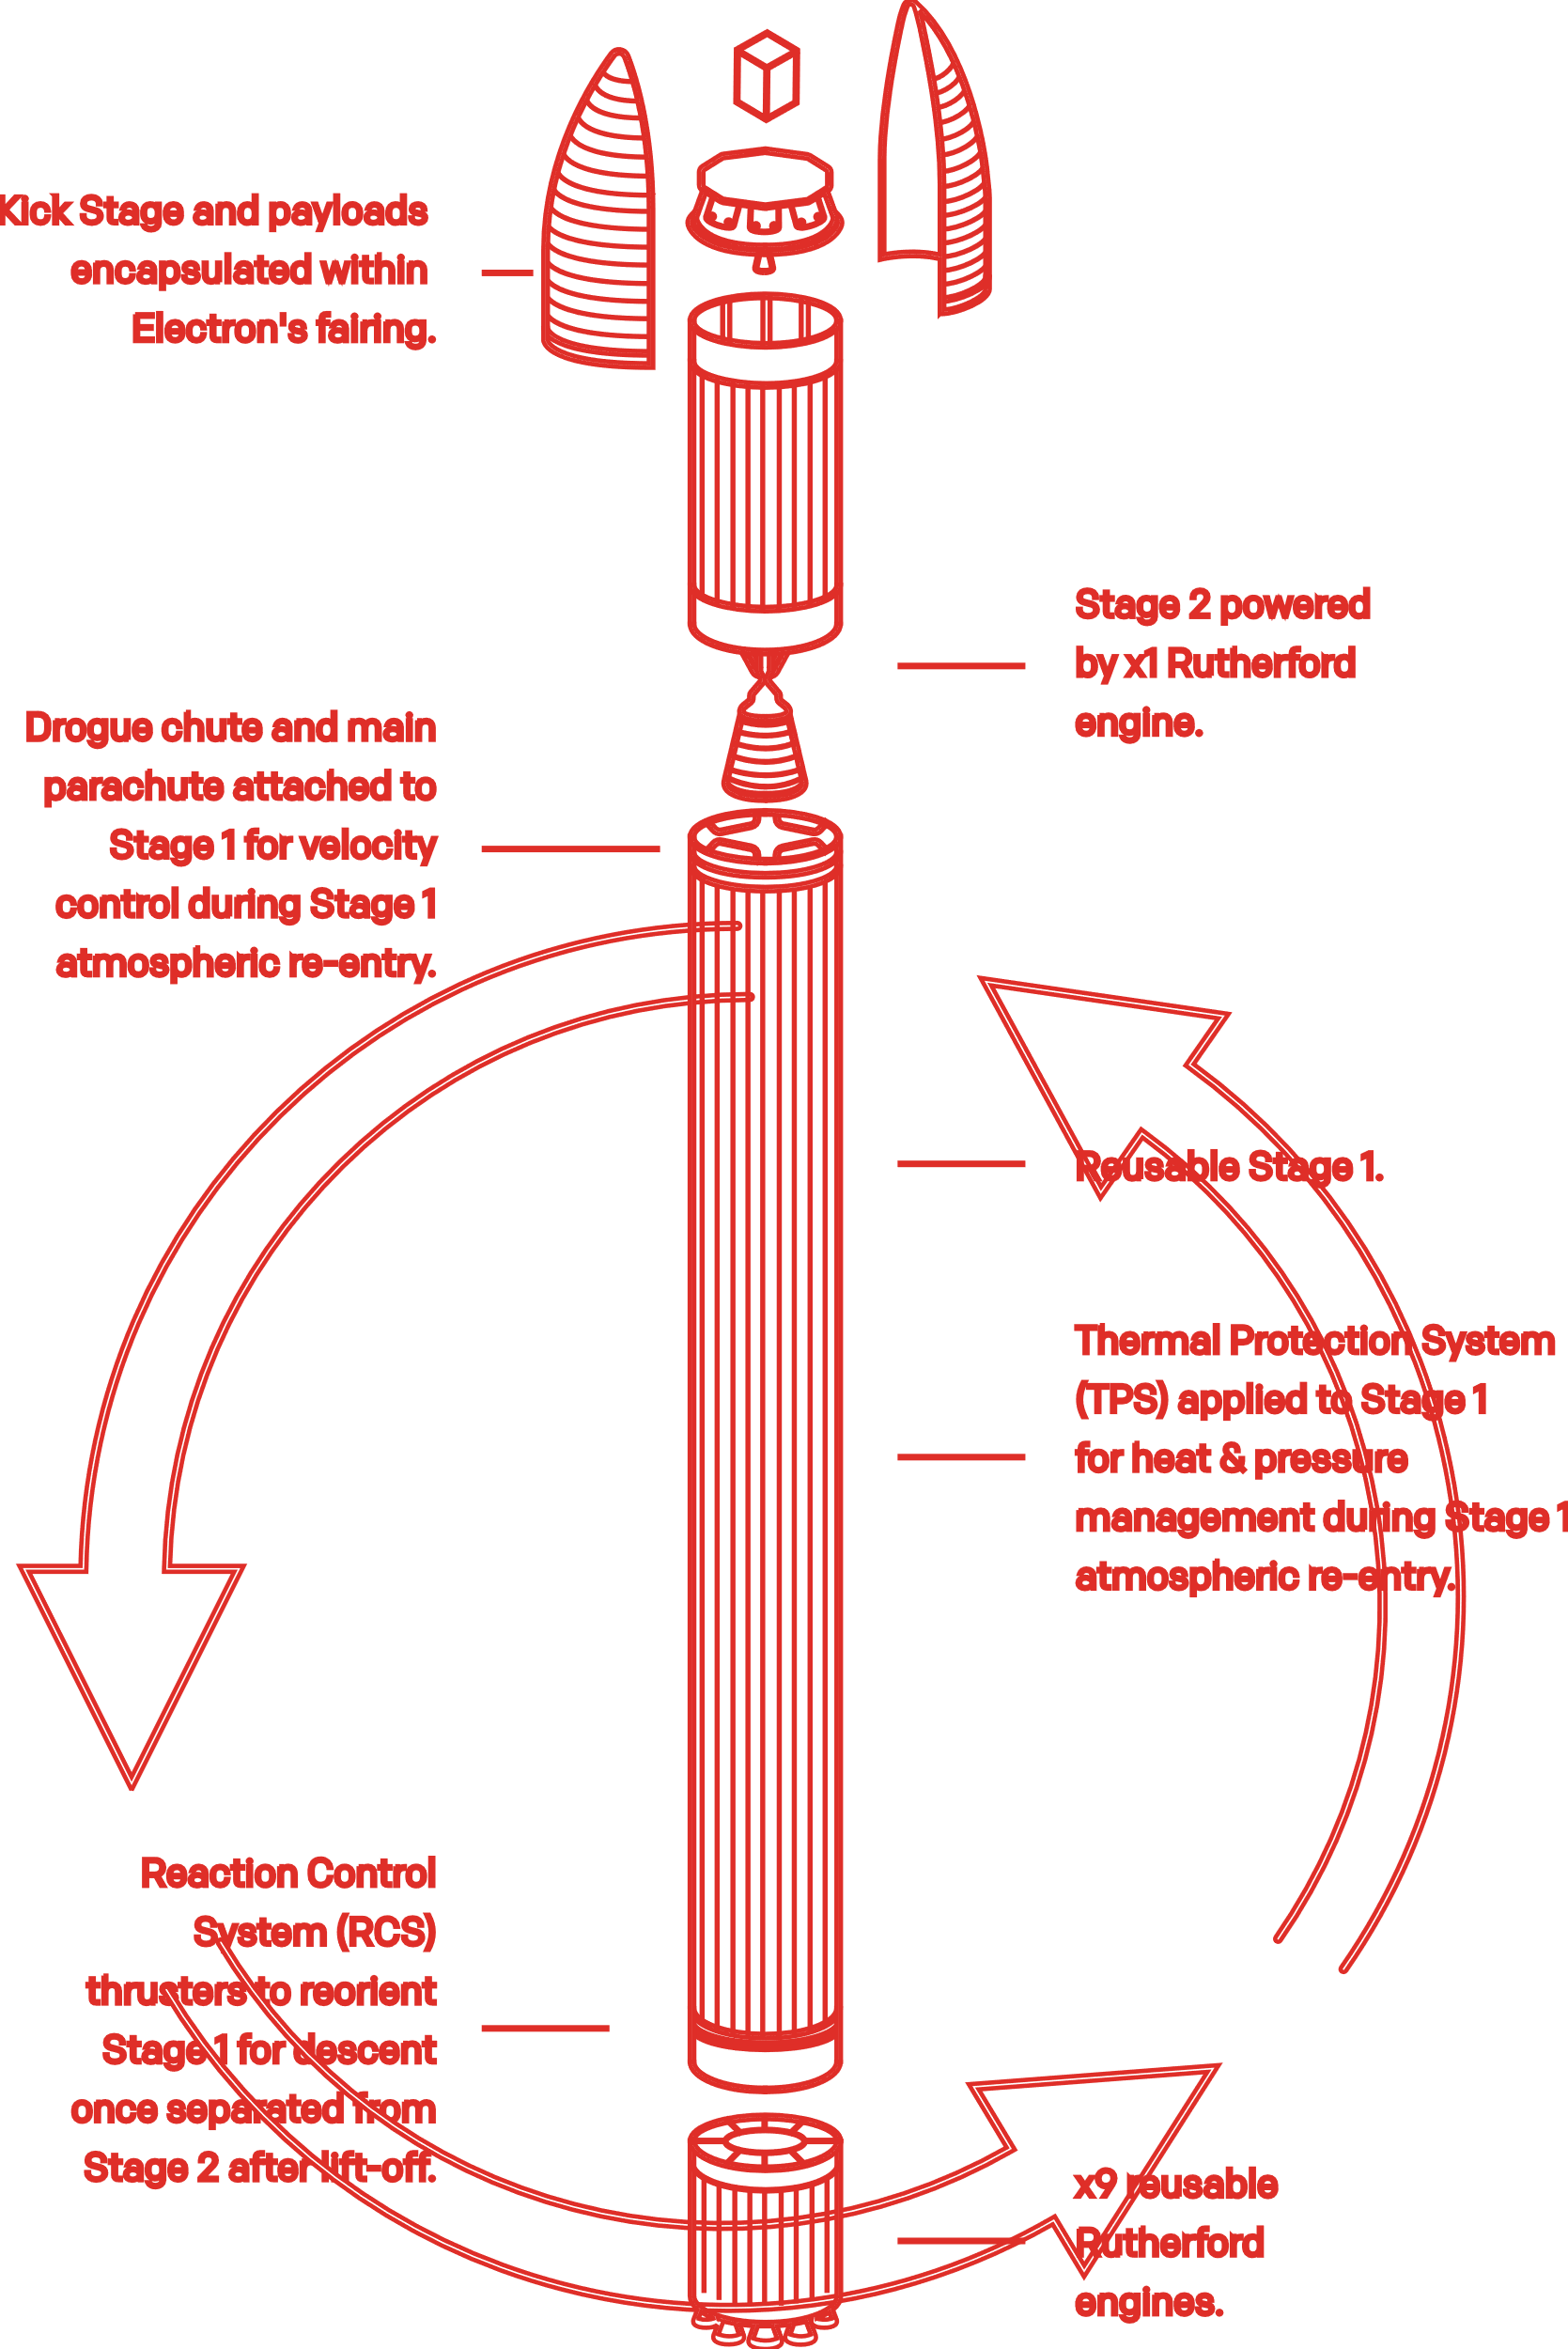 Kick Stage and payloads
encapsulated within
Electron's fairing.
Stage 2 powered
by x1 Rutherford
engine.
Drogue chute and main
parachute attached to
Stage 1 for velocity
control during Stage 1
atmospheric re-entry.
Reusable Stage 1.
Thermal Protection System
(TPS) applied to Stage 1
for heat & pressure
management during Stage 1
atmospheric re-entry.
Reaction Control
System (RCS)
thrusters to reorient
Stage 1 for descent
once separated from
Stage 2 after lift-off.
x9 reusable
Rutherford
engines.